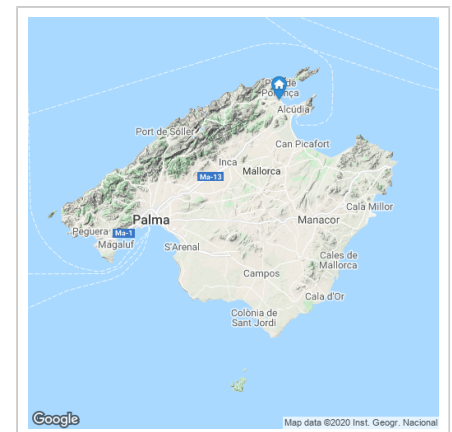 Port de
Pollença
Alcúdia
Port de Sóller
Can Picafort
Inca
Mallorca
Ma-13
Palma
Manacor
Cala Millor
Peguera
Ma-1
Magaluf
S'Arenal
Cales de
Mallorca
Campos
Cala d'Or
Colònia de
Sant Jordi
Google
Map data ©2020 Inst. Geogr. Nacional